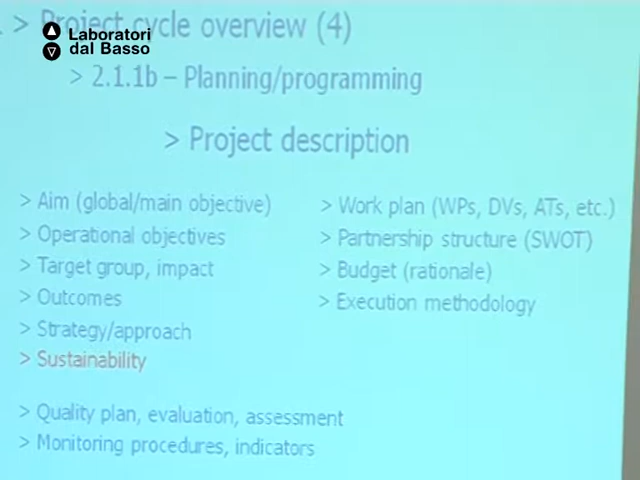 > Project cycle overview (4)
Laboratori
dal Basso
> 2.1.1b – Planning/programming
> Project description
> Aim (global/main objective)
> Operational objectives
> Target group, impact
> Outcomes
> Strategy/approach
> Sustainability
> Work plan (WPs, DVs, ATs, etc.)
> Partnership structure (SWOT)
> Budget (rationale)
> Execution methodology
> Quality plan, evaluation, assessment
> Monitoring procedures, indicators